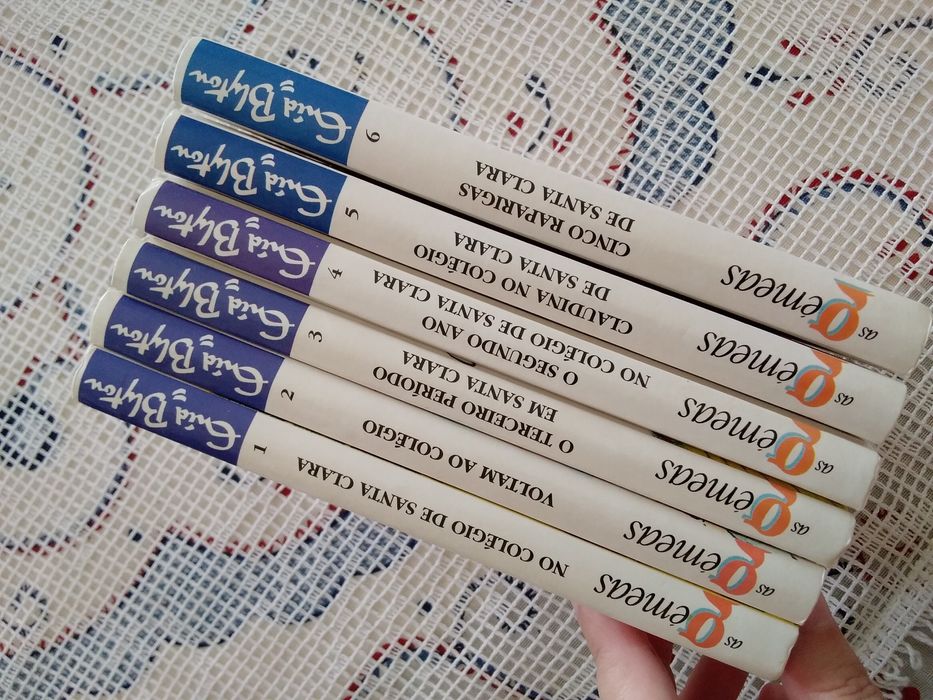 Enid Blyton
6
CINCO RAPARIGAS
DE SANTA CLARA
as gémeas
Enid Blyton
5
CLAUDINA NO COLÉGIO
DE SANTA CLARA
as gémeas
Enid Blyton
4
O SEGUNDO ANO
NO COLÉGIO DE SANTA CLARA
as gémeas
Enid Blyton
3
O TERCEIRO PERÍODO
EM SANTA CLARA
as gémeas
Enid Blyton
2
VOLTAM AO COLÉGIO
as gémeas
Enid Blyton
1
NO COLÉGIO DE SANTA CLARA
as gémeas